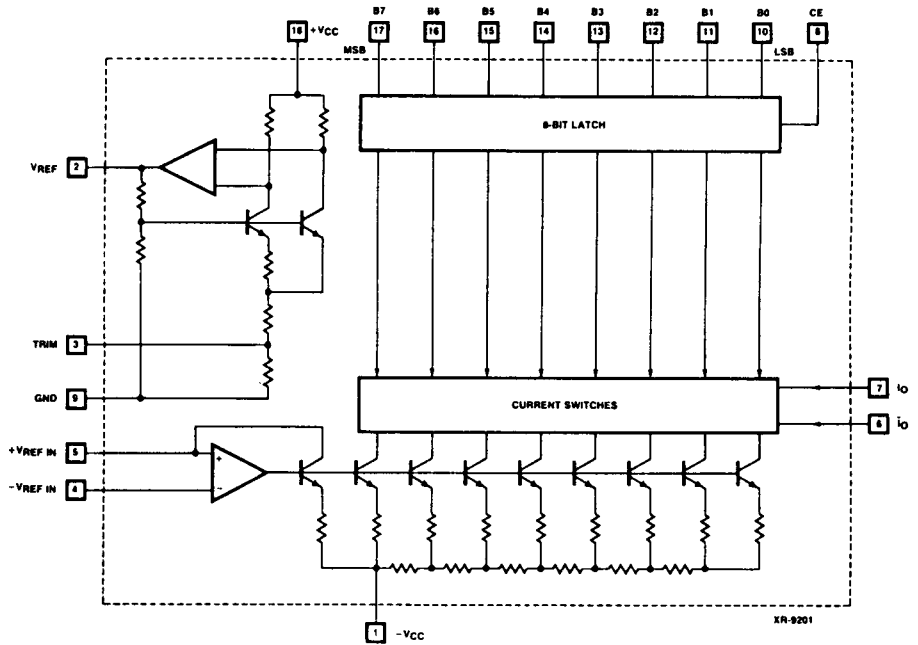 B7 B6 B5 B4 B3 B2 B1 B0 CE
18 +VCC 17 16 15 14 13 12 11 10 8
MSB LSB
8-BIT LATCH
VREF 2
TRIM 3
GND 9
CURRENT SWITCHES
7 IO
6 I̅O
+VREF IN 5
+
-VREF IN 4
-
1 -VCC
XR-9201